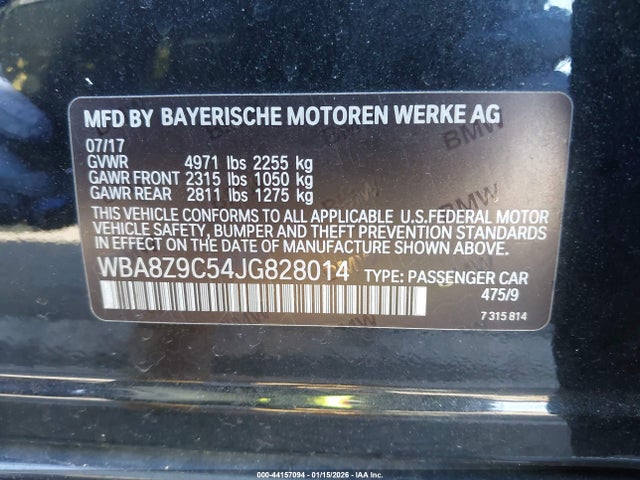 MFD BY BAYERISCHE MOTOREN WERKE AG
07/17
GVWR 4971 lbs 2255 kg
GAWR FRONT 2315 lbs 1050 kg
GAWR REAR 2811 lbs 1275 kg
THIS VEHICLE CONFORMS TO ALL APPLICABLE U.S.FEDERAL MOTOR
VEHICLE SAFETY, BUMPER AND THEFT PREVENTION STANDARDS
IN EFFECT ON THE DATE OF MANUFACTURE SHOWN ABOVE.
WBA8Z9C54JG828014 TYPE: PASSENGER CAR
475/9
7 315 814
BMW
BMW
BMW
000-44157094 - 01/15/2026 - IAA Inc.